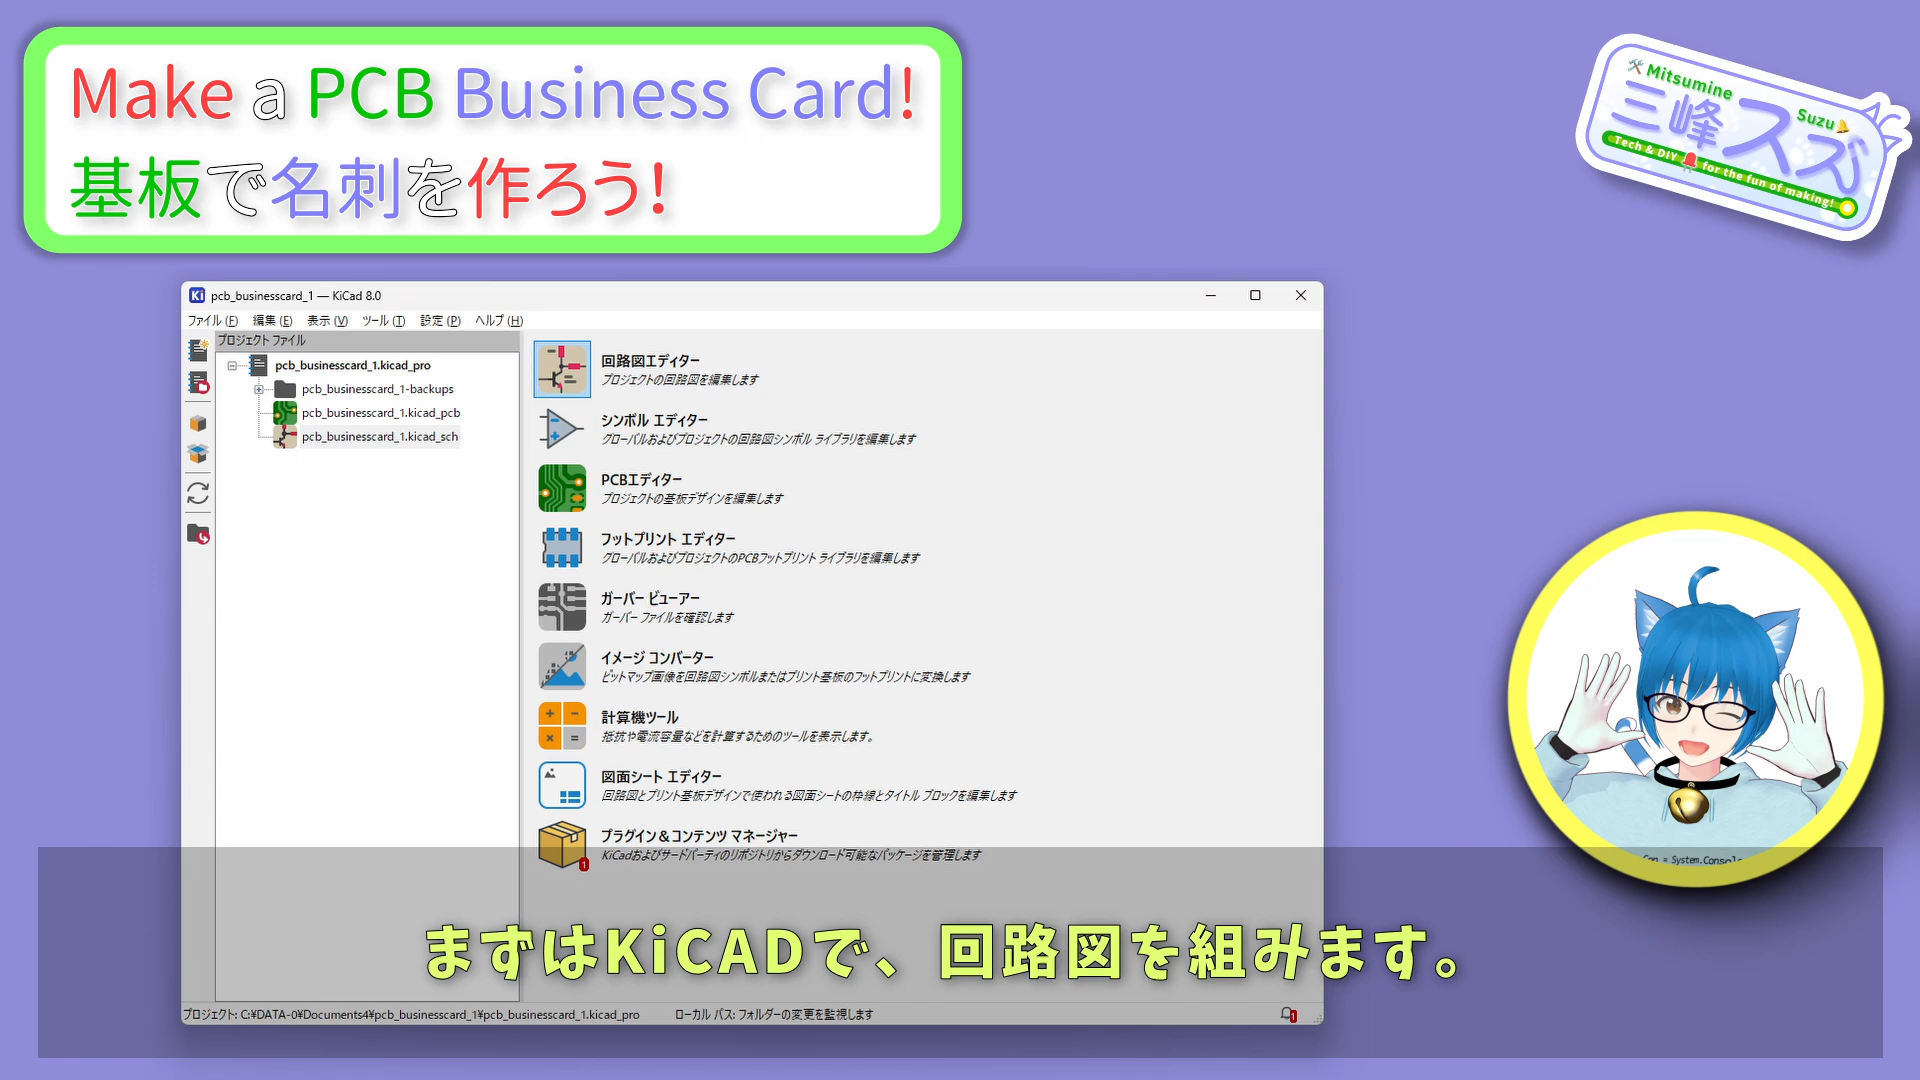 Make a PCB Business Card!
基板で名刺を作ろう!
Mitsumine
Suzu
三峰スズ
Tech & DIY for the fun of making!
pcb_businesscard_1 — KiCad 8.0
ファイル (F) 編集 (E) 表示 (V) ツール (T) 設定 (P) ヘルプ (H)
プロジェクト ファイル
pcb_businesscard_1.kicad_pro
pcb_businesscard_1-backups
pcb_businesscard_1.kicad_pcb
pcb_businesscard_1.kicad_sch
回路図エディター
プロジェクトの回路図を編集します
シンボル エディター
グローバルおよびプロジェクトの回路図シンボル ライブラリを編集します
PCBエディター
プロジェクトの基板デザインを編集します
フットプリント エディター
グローバルおよびプロジェクトのPCBフットプリント ライブラリを編集します
ガーバー ビューアー
ガーバー ファイルを確認します
イメージ コンバーター
ビットマップ画像を回路図シンボルまたはプリント基板のフットプリントに変換します
計算機ツール
抵抗や電流容量などを計算するためのツールを表示します。
図面シート エディター
回路図とプリント基板デザインで使われる図面シートの枠線とタイトル ブロックを編集します
プラグイン＆コンテンツ マネージャー
KiCadおよびサードパーティのリポジトリからダウンロード可能なパッケージを管理します
1
= System.Console
まずはKiCADで、回路図を組みます。
プロジェクト: C:¥DATA-0¥Documents4¥pcb_businesscard_1¥pcb_businesscard_1.kicad_pro ローカル パス: フォルダーの変更を監視します
1